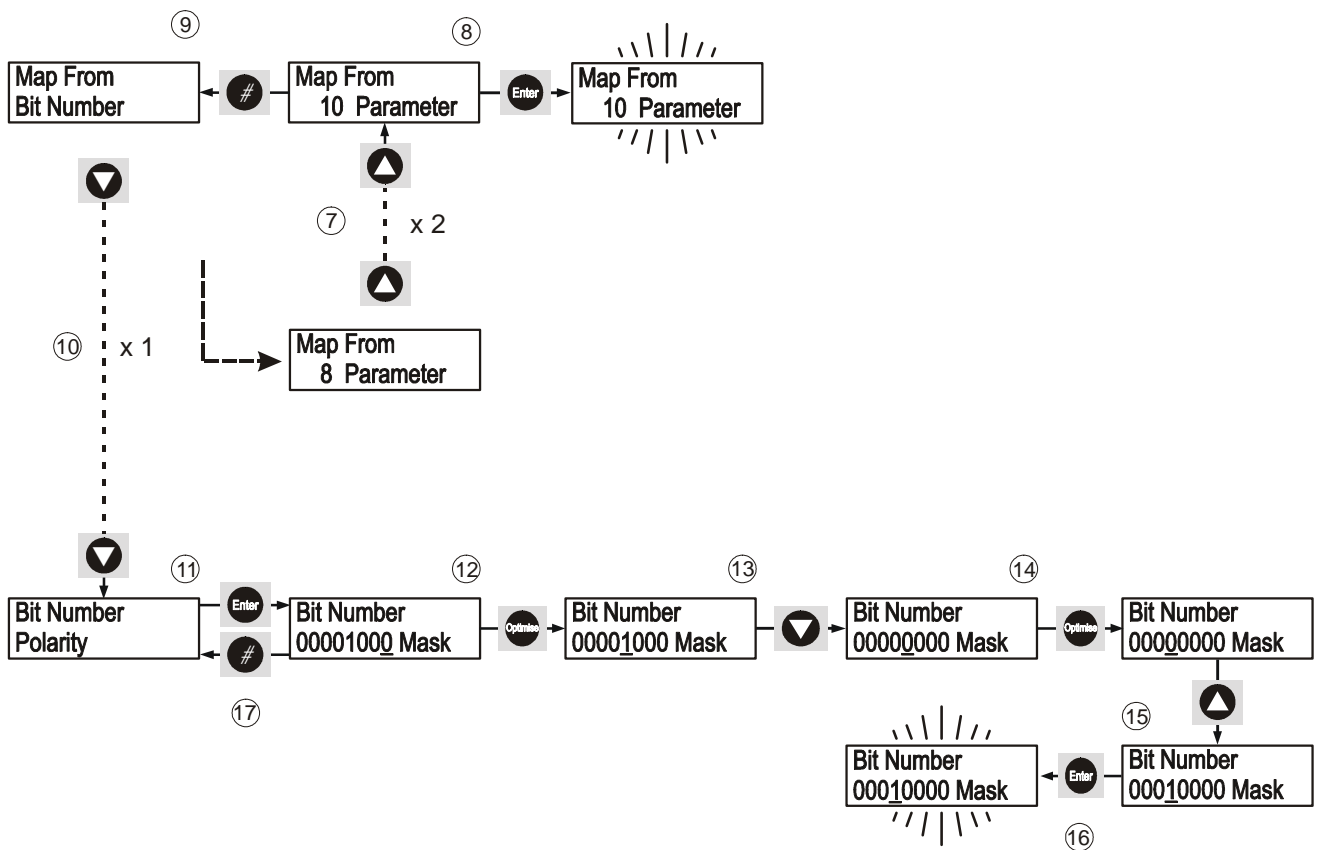 9
8
Map From
Bit Number
#
Map From
10 Parameter
Enter
Map From
10 Parameter
7
x 2
10
x 1
Map From
8 Parameter
11
12
13
14
Bit Number
Polarity
Enter
#
Bit Number
00001000 Mask
Optimise
Bit Number
00001000 Mask
Bit Number
00000000 Mask
Optimise
Bit Number
00000000 Mask
17
15
Bit Number
00010000 Mask
Enter
Bit Number
00010000 Mask
16